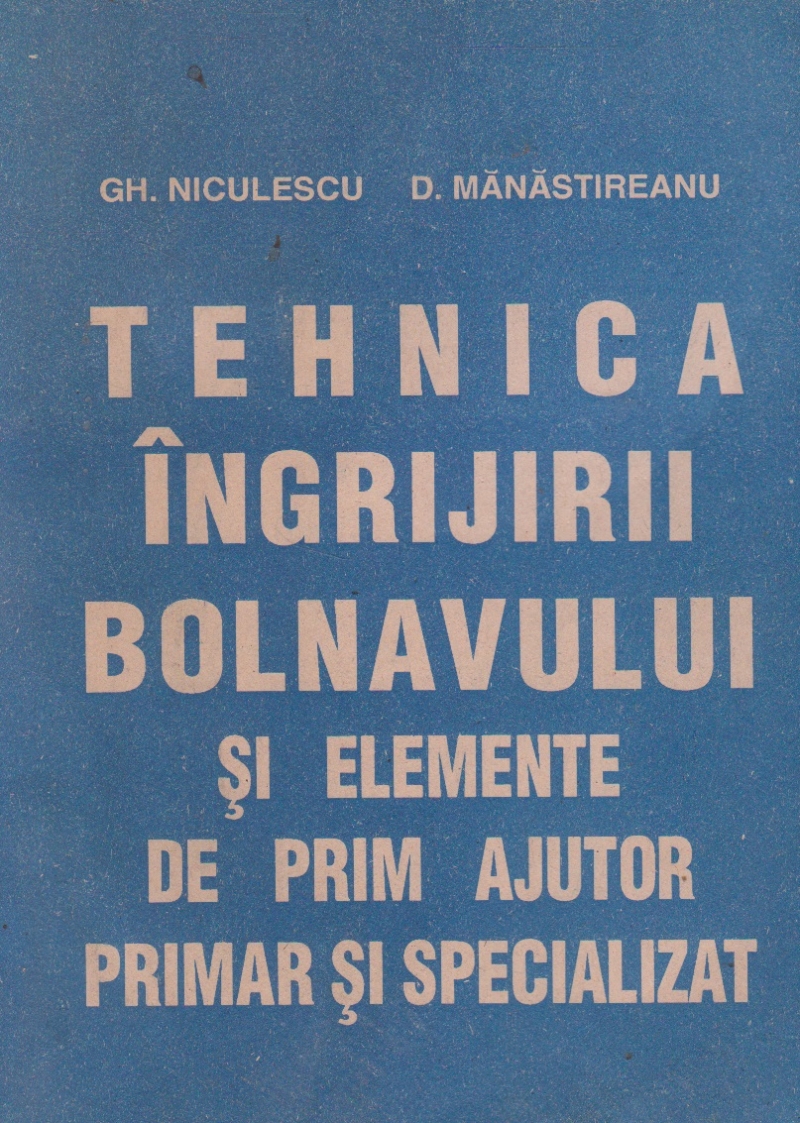 GH. NICULESCU D. MĂNĂSTIREANU
TEHNICA
ÎNGRIJIRII
BOLNAVULUI
ŞI ELEMENTE
DE PRIM AJUTOR
PRIMAR ŞI SPECIALIZAT